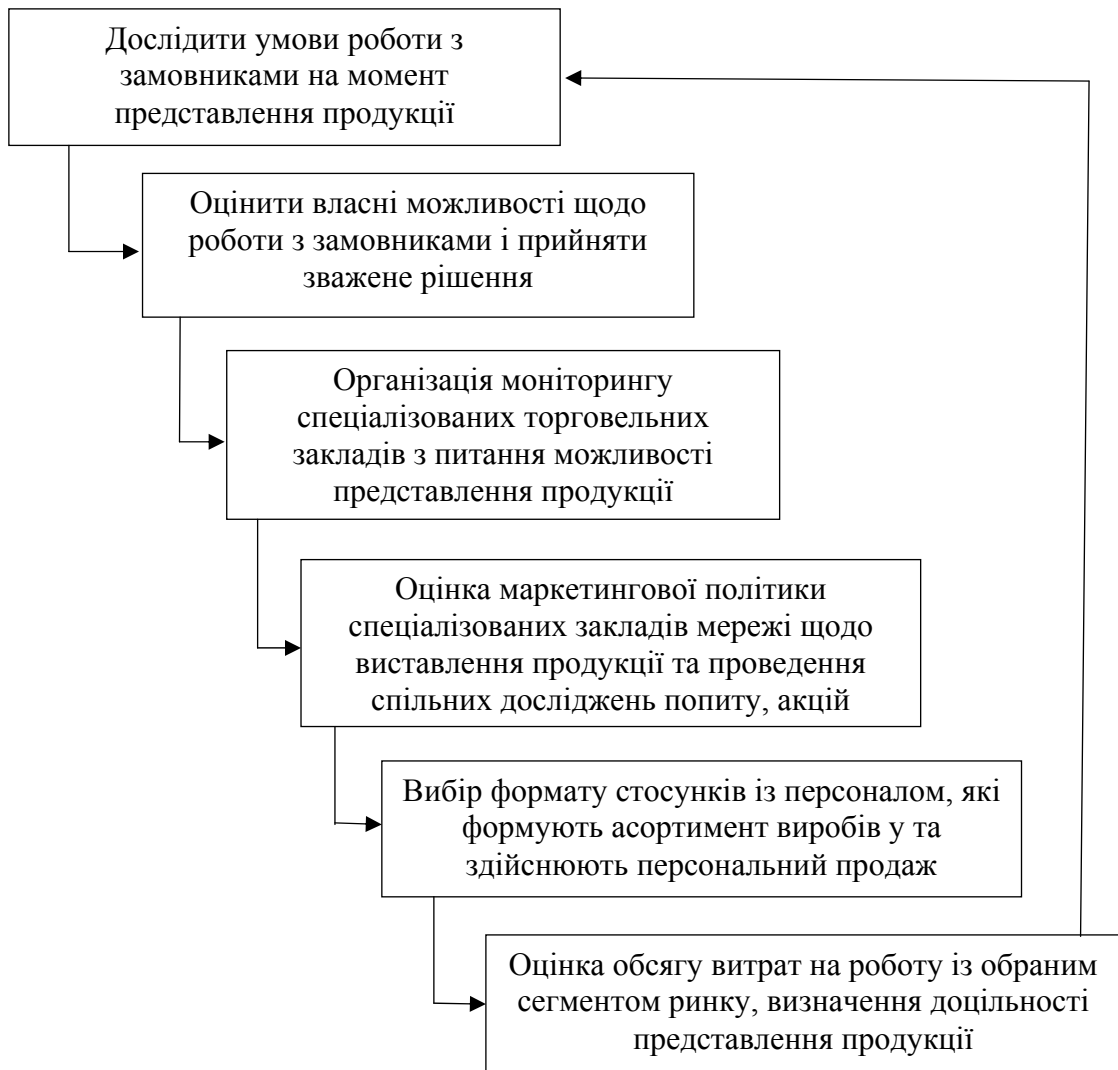 Дослідити умови роботи з
замовниками на момент
представлення продукції
Оцінити власні можливості щодо
роботи з замовниками і прийняти
зважене рішення
Організація моніторингу
спеціалізованих торговельних
закладів з питання можливості
представлення продукції
Оцінка маркетингової політики
спеціалізованих закладів мережі щодо
виставлення продукції та проведення
спільних досліджень попиту, акцій
Вибір формату стосунків із персоналом, які
формують асортимент виробів у та
здійснюють персональний продаж
Оцінка обсягу витрат на роботу із обраним
сегментом ринку, визначення доцільності
представлення продукції